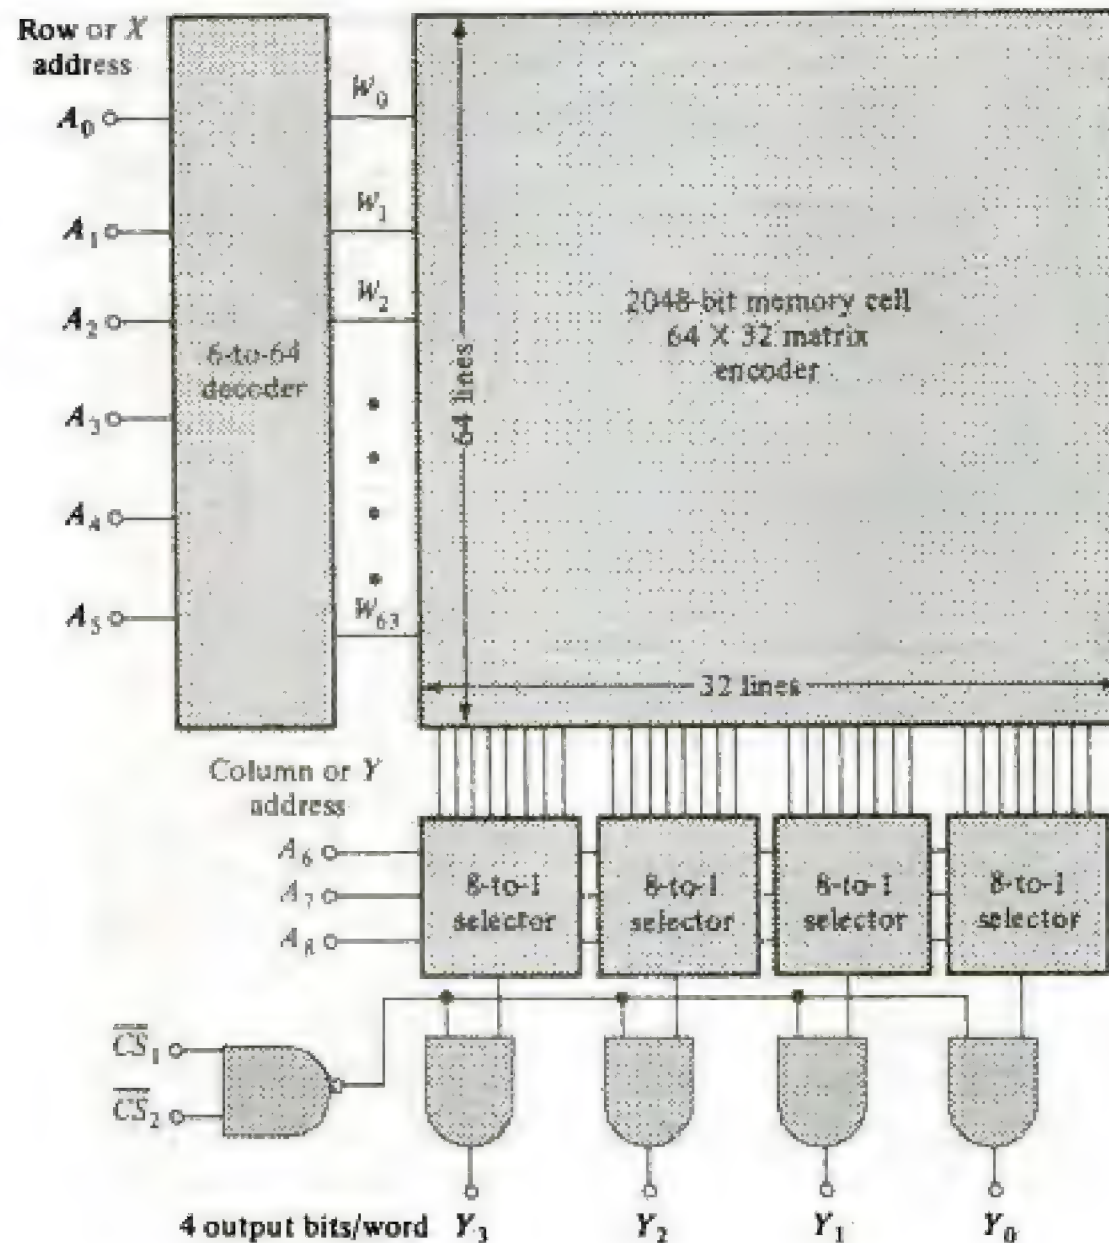 Row or X
address
A₀
A₁
A₂
A₃
A₄
A₅
6-to-64
decoder
W₀
W₁
W₂
W₆₃
64 lines
2048-bit memory cell
64 X 32 matrix
encoder
32 lines
Column or Y
address
A₆
A₇
A₈
8-to-1
selector
8-to-1
selector
8-to-1
selector
8-to-1
selector
C̅S̅₁
C̅S̅₂
4 output bits/word Y₃ Y₂ Y₁ Y₀